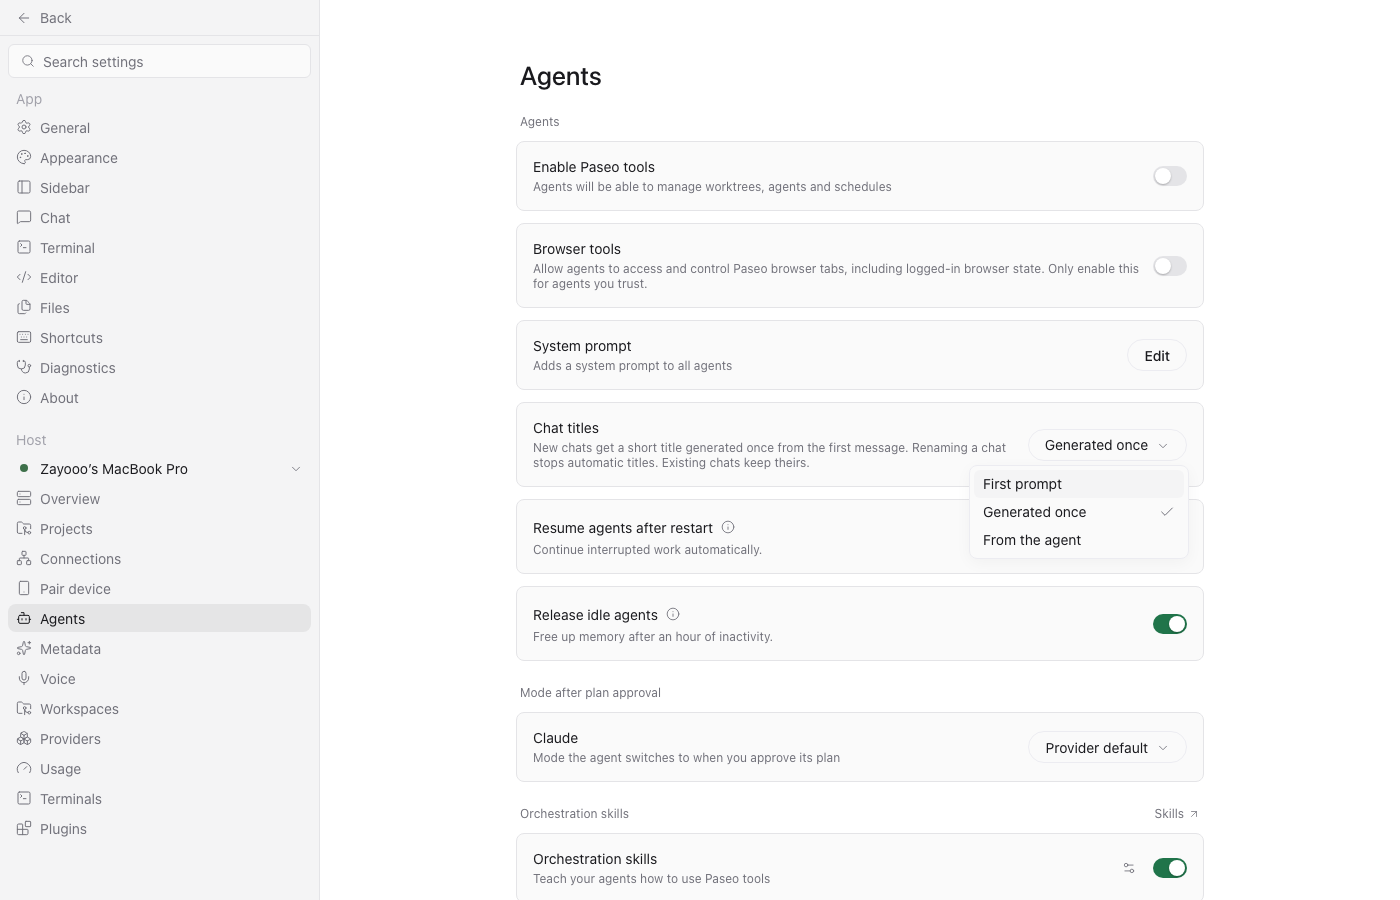 Back
Search settings
App
General
Appearance
Sidebar
Chat
Terminal
Editor
Files
Shortcuts
Diagnostics
About
Host
Zayooo’s MacBook Pro
Overview
Projects
Connections
Pair device
Agents
Metadata
Voice
Workspaces
Providers
Usage
Terminals
Plugins
Agents
Agents
Enable Paseo tools
Agents will be able to manage worktrees, agents and schedules
Browser tools
Allow agents to access and control Paseo browser tabs, including logged-in browser state. Only enable this
for agents you trust.
System prompt
Adds a system prompt to all agents
Edit
Chat titles
New chats get a short title generated once from the first message. Renaming a chat
stops automatic titles. Existing chats keep theirs.
Generated once
First prompt
Generated once
From the agent
Resume agents after restart
Continue interrupted work automatically.
Release idle agents
Free up memory after an hour of inactivity.
Mode after plan approval
Claude
Mode the agent switches to when you approve its plan
Provider default
Orchestration skills
Skills
Orchestration skills
Teach your agents how to use Paseo tools